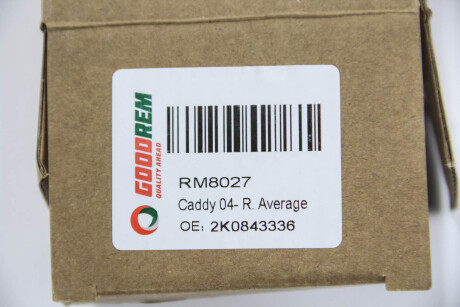 GOODREM
QUALITY AHEAD
RM8027
Caddy 04- R. Average
OE: 2K0843336